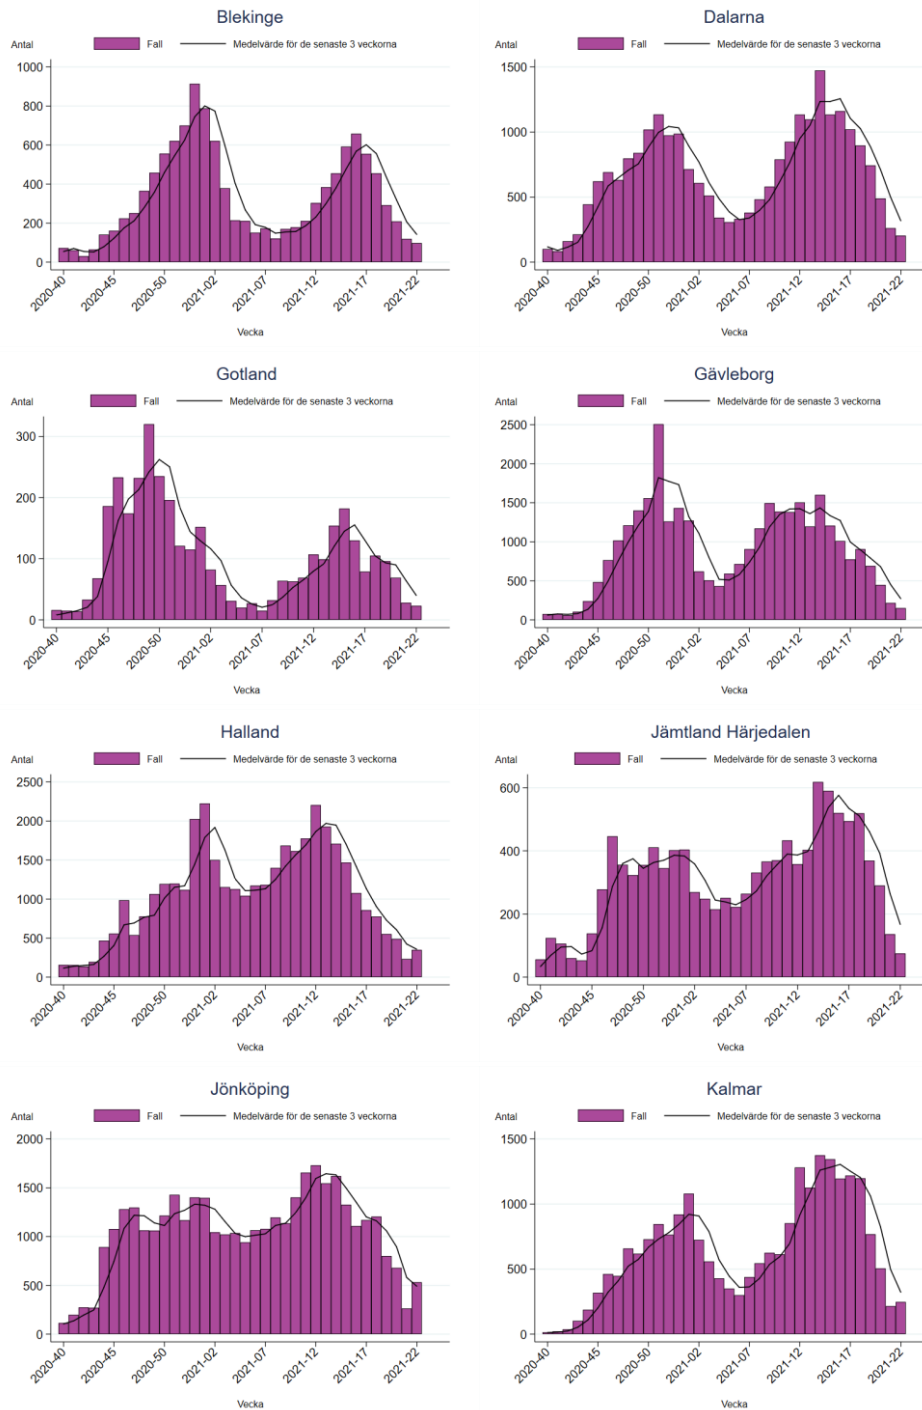 Blekinge
Antal
Fall
Medelvärde för de senaste 3 veckorna
1000
800
600
400
200
0
2020-40
2020-45
2020-50
2021-02
2021-07
2021-12
2021-17
2021-22
Vecka
Dalarna
Antal
Fall
Medelvärde för de senaste 3 veckorna
1500
1000
500
0
2020-40
2020-45
2020-50
2021-02
2021-07
2021-12
2021-17
2021-22
Vecka
Gotland
Antal
Fall
Medelvärde för de senaste 3 veckorna
300
200
100
0
2020-40
2020-45
2020-50
2021-02
2021-07
2021-12
2021-17
2021-22
Vecka
Gävleborg
Antal
Fall
Medelvärde för de senaste 3 veckorna
2500
2000
1500
1000
500
0
2020-40
2020-45
2020-50
2021-02
2021-07
2021-12
2021-17
2021-22
Vecka
Halland
Antal
Fall
Medelvärde för de senaste 3 veckorna
2500
2000
1500
1000
500
0
2020-40
2020-45
2020-50
2021-02
2021-07
2021-12
2021-17
2021-22
Vecka
Jämtland Härjedalen
Antal
Fall
Medelvärde för de senaste 3 veckorna
600
400
200
0
2020-40
2020-45
2020-50
2021-02
2021-07
2021-12
2021-17
2021-22
Vecka
Jönköping
Antal
Fall
Medelvärde för de senaste 3 veckorna
2000
1500
1000
500
0
2020-40
2020-45
2020-50
2021-02
2021-07
2021-12
2021-17
2021-22
Vecka
Kalmar
Antal
Fall
Medelvärde för de senaste 3 veckorna
1500
1000
500
0
2020-40
2020-45
2020-50
2021-02
2021-07
2021-12
2021-17
2021-22
Vecka